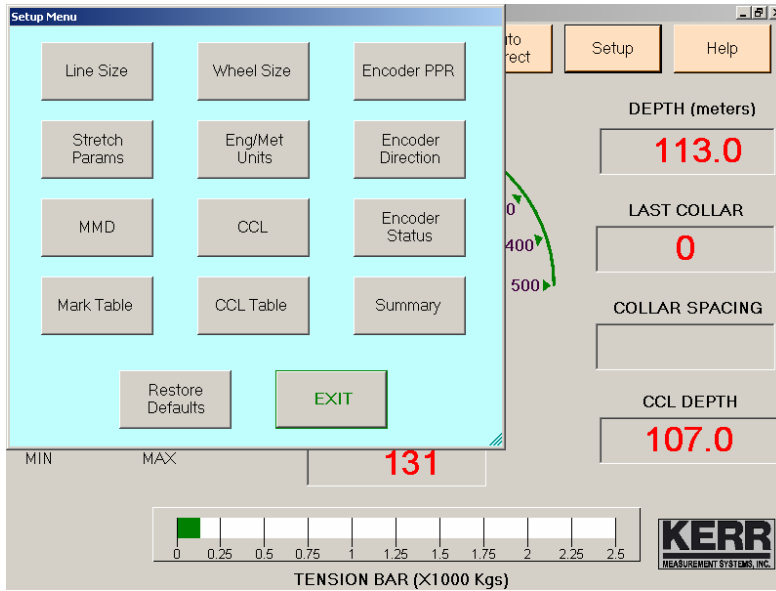 Setup Menu
Line Size
Wheel Size
Encoder PPR
Stretch
Params
Eng/Met
Units
Encoder
Direction
MMD
CCL
Encoder
Status
Mark Table
CCL Table
Summary
Restore
Defaults
EXIT
Setup
Help
DEPTH (meters)
113.0
400
500
LAST COLLAR
0
COLLAR SPACING
CCL DEPTH
107.0
MIN
MAX
131
0 0.25 0.5 0.75 1 1.25 1.5 1.75 2 2.25 2.5
TENSION BAR (X1000 Kgs)
KERR
MEASUREMENT SYSTEMS, INC.